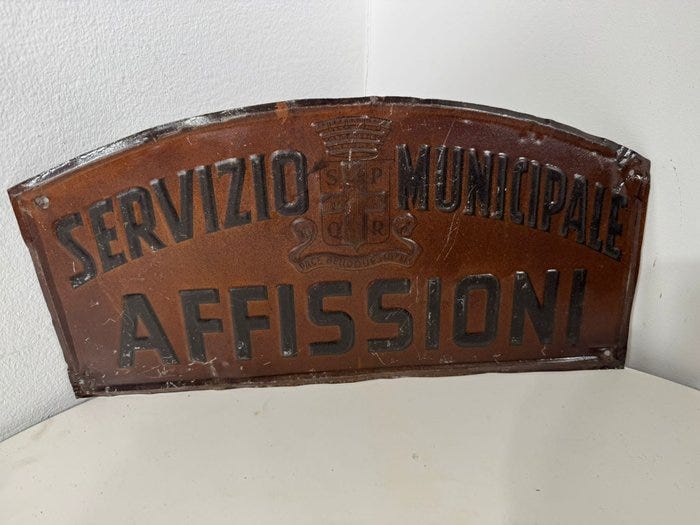 SERVIZIO MUNICIPALE
S P
Q R
AFFISSIONI